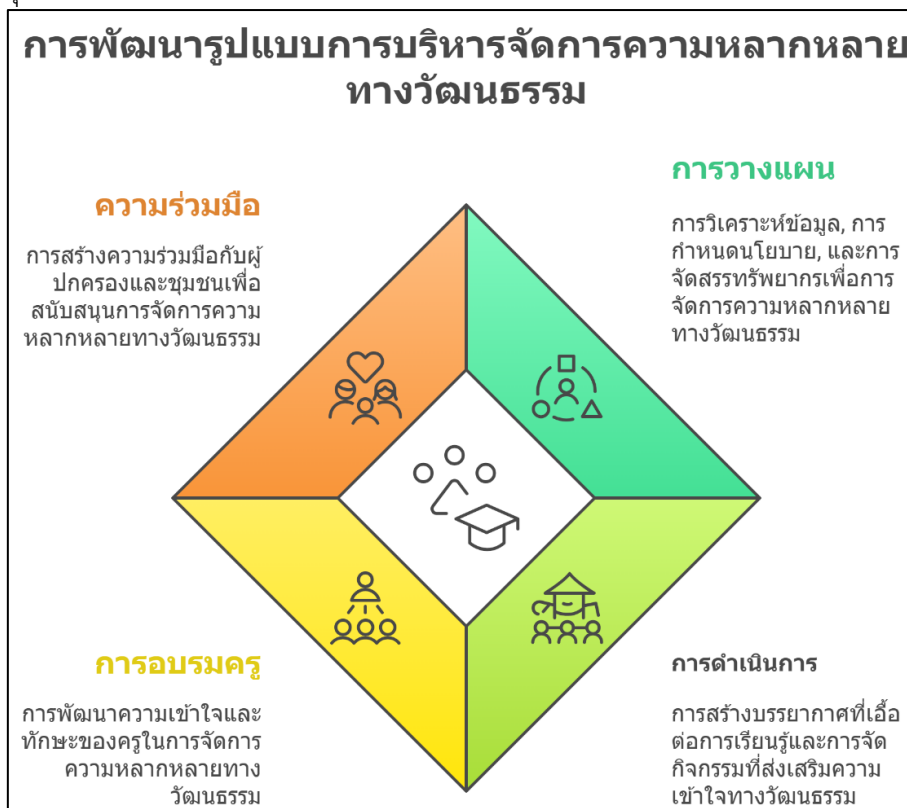 การพัฒนารูปแบบการบริหารจัดการความหลากหลาย
ทางวัฒนธรรม
การวางแผน
การวิเคราะห์ข้อมูล, การ
กำหนดนโยบาย, และการ
จัดสรรทรัพยากรเพื่อการ
จัดการความหลากหลาย
ทางวัฒนธรรม
ความร่วมมือ
การสร้างความร่วมมือกับผู้
ปกครองและชุมชนเพื่อ
สนับสนุนการจัดการความ
หลากหลายทางวัฒนธรรม
การอบรมครู
การพัฒนาความเข้าใจและ
ทักษะของครูในการจัดการ
ความหลากหลายทาง
วัฒนธรรม
การดำเนินการ
การสร้างบรรยากาศที่เอื้อ
ต่อการเรียนรู้และการจัด
กิจกรรมที่ส่งเสริมความ
เข้าใจทางวัฒนธรรม